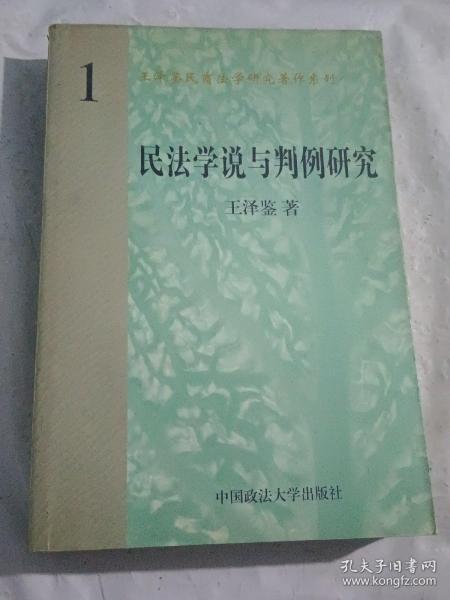 1
王泽鉴民商法学研究著作系列
民法学说与判例研究
王泽鉴 著
中国政法大学出版社
孔夫子旧书网
www.kongfz.com